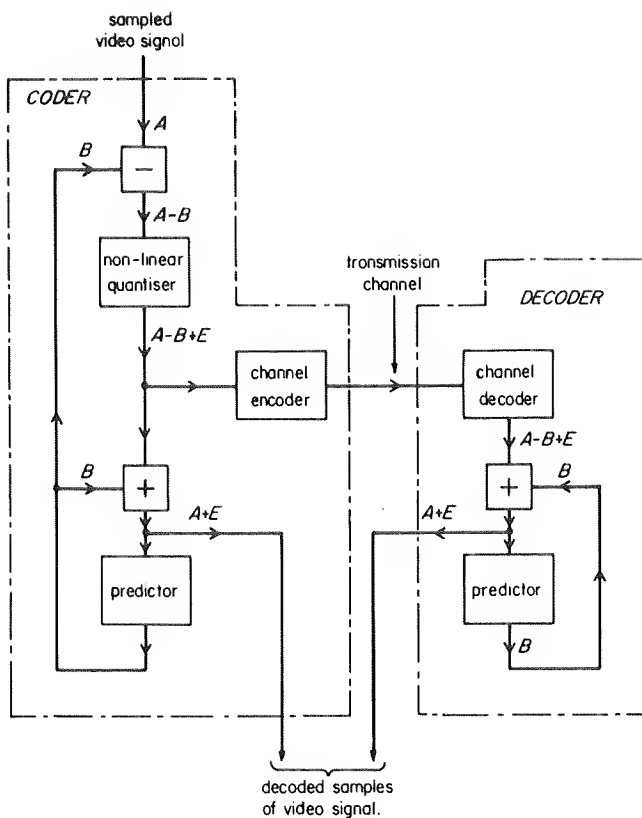 sampled
video signal
CODER
A
B
−
A−B
non-linear
quantiser
transmission
channel
DECODER
A−B+E
channel
encoder
channel
decoder
A−B+E
B
+
A+E
A+E
+
B
predictor
predictor
B
decoded samples
of video signal.